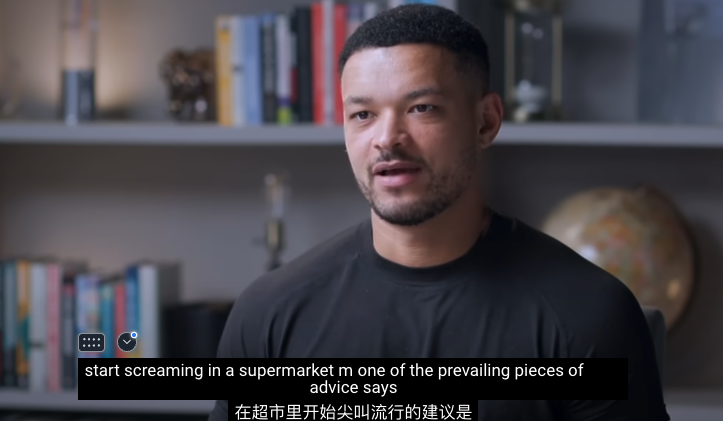 start screaming in a supermarket m one of the prevailing pieces of
advice says
在超市里开始尖叫流行的建议是